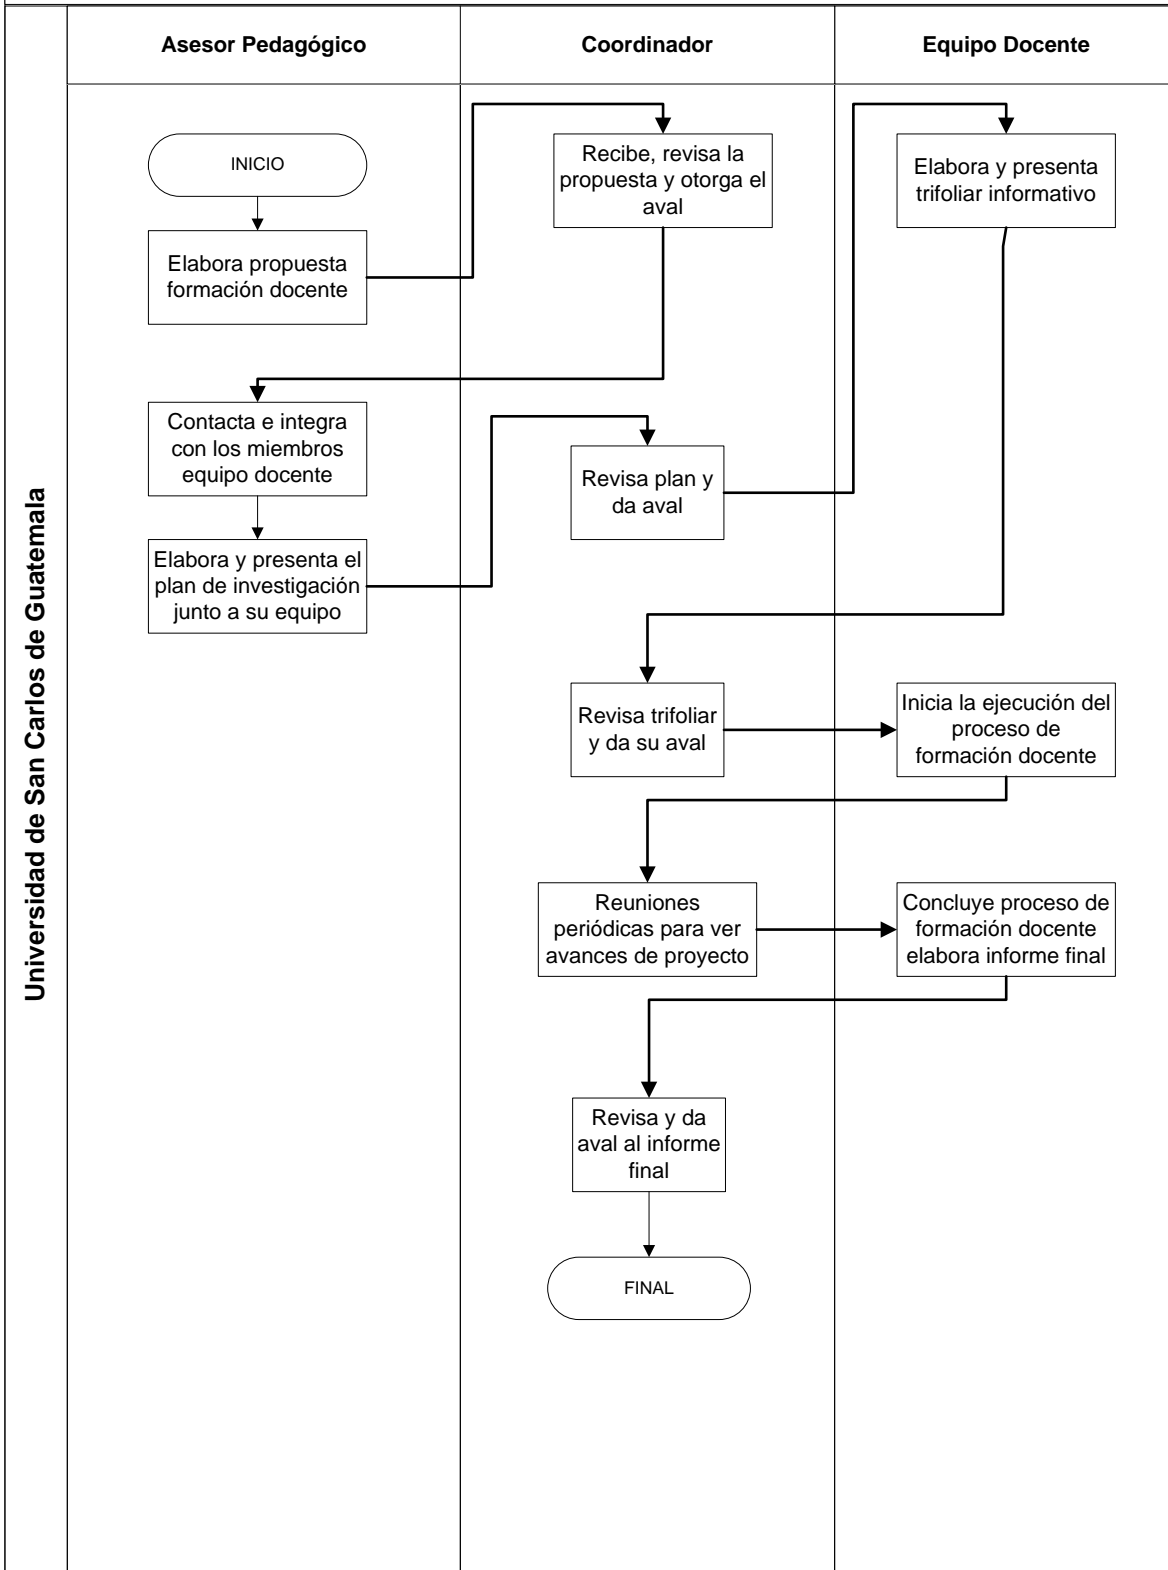 Universidad de San Carlos de Guatemala
Asesor Pedagógico
Coordinador
Equipo Docente
INICIO
Elabora propuesta
formación docente
Recibe, revisa la
propuesta y otorga el
aval
Contacta e integra
con los miembros
equipo docente
Elabora y presenta el
plan de investigación
junto a su equipo
Revisa plan y
da aval
Elabora y presenta
trifoliar informativo
Revisa trifoliar
y da su aval
Inicia la ejecución del
proceso de
formación docente
Reuniones
periódicas para ver
avances de proyecto
Concluye proceso de
formación docente
elabora informe final
Revisa y da
aval al informe
final
FINAL